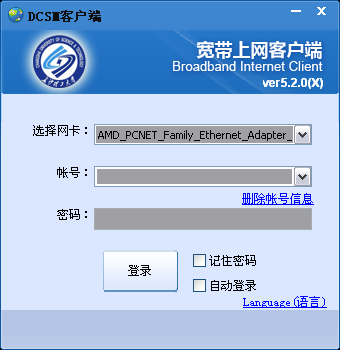 DCSM客户端
宽带上网客户端
Broadband Internet Client
ver5.2.0(X)
选择网卡：
AMD_PCNET_Family_Ethernet_Adapter_
帐号：
删除帐号信息
密码：
登录
记住密码
自动登录
Language (语言)